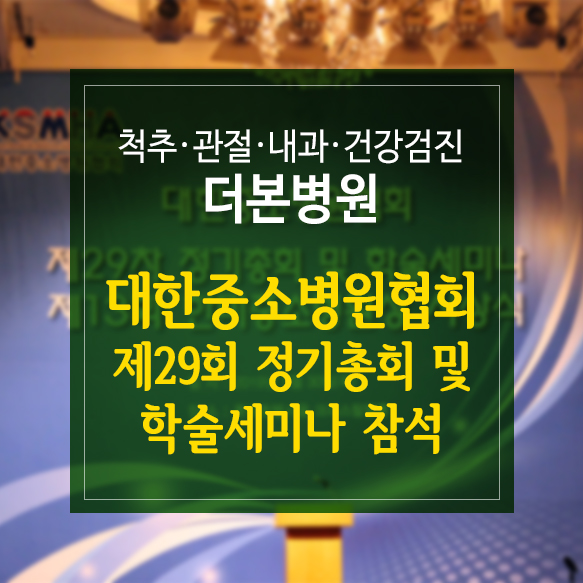 척추·관절·내과·건강검진
더본병원
대한중소병원협회
제29회 정기총회 및
학술세미나 참석